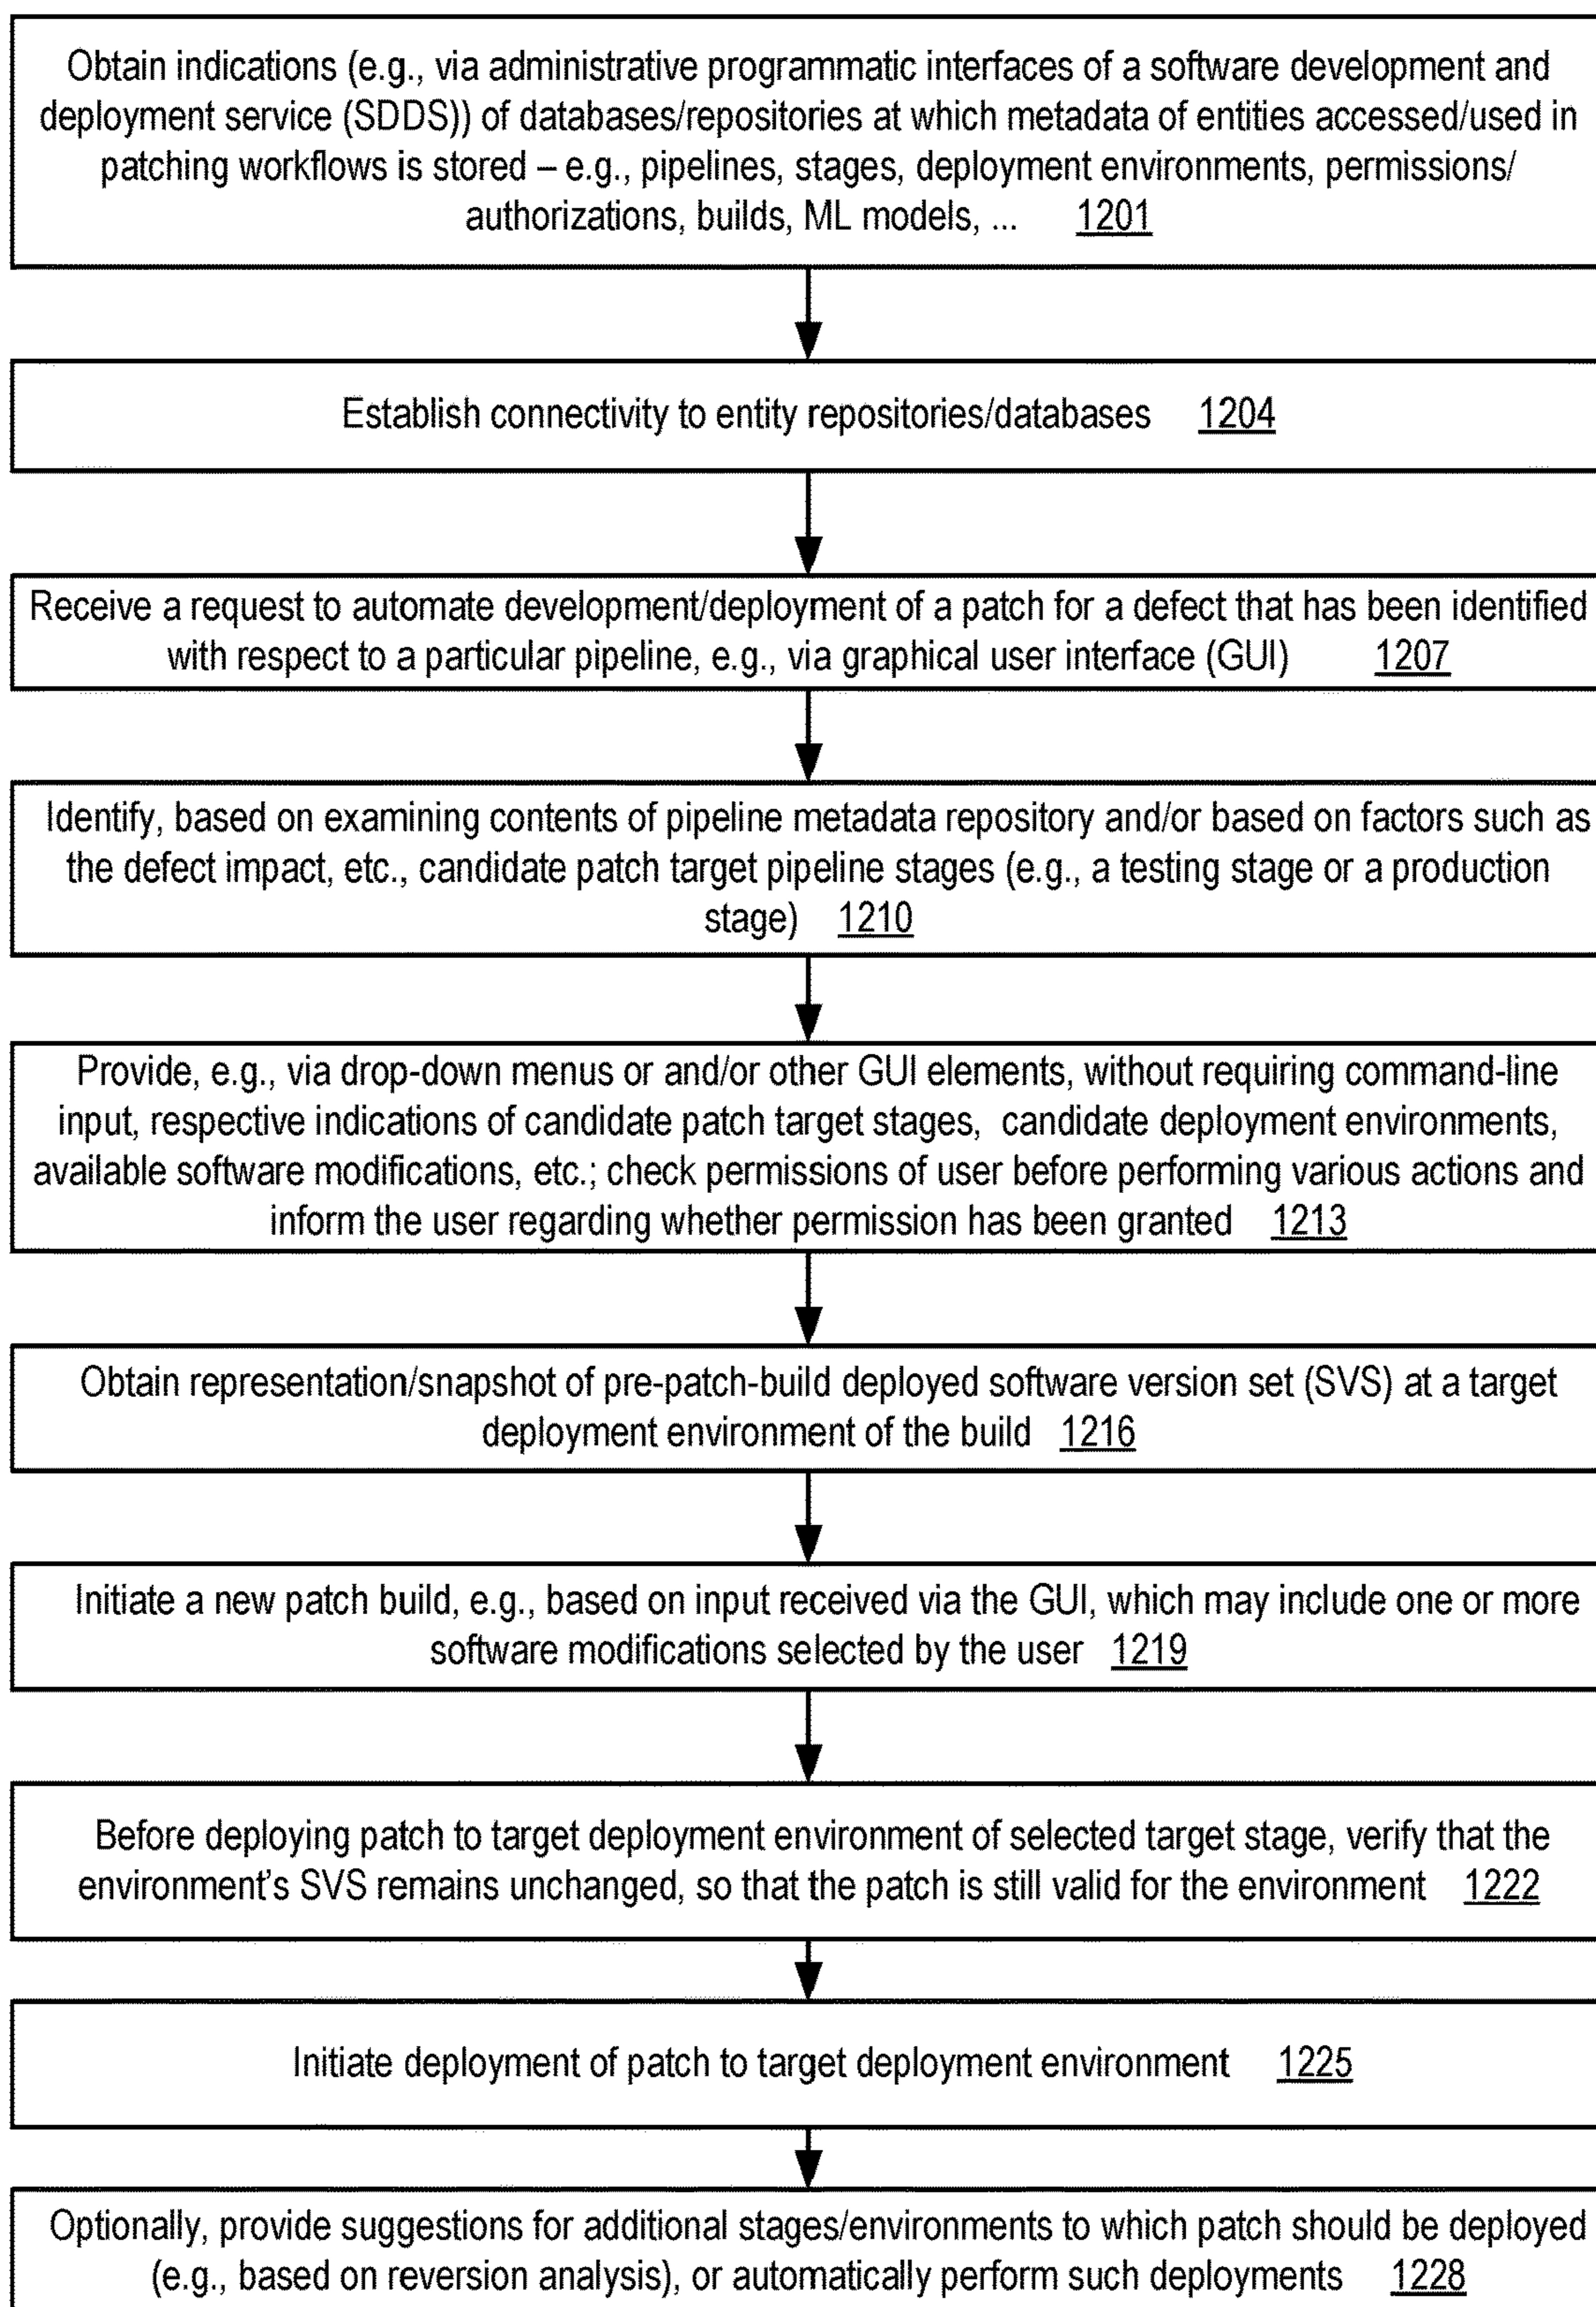 Obtain indications (e.g., via administrative programmatic interfaces of a software development and
deployment service (SDDS)) of databases/repositories at which metadata of entities accessed/used in
patching workflows is stored – e.g., pipelines, stages, deployment environments, permissions/
authorizations, builds, ML models, ... 1201
Establish connectivity to entity repositories/databases 1204
Receive a request to automate development/deployment of a patch for a defect that has been identified
with respect to a particular pipeline, e.g., via graphical user interface (GUI) 1207
Identify, based on examining contents of pipeline metadata repository and/or based on factors such as
the defect impact, etc., candidate patch target pipeline stages (e.g., a testing stage or a production
stage) 1210
Provide, e.g., via drop-down menus or and/or other GUI elements, without requiring command-line
input, respective indications of candidate patch target stages, candidate deployment environments,
available software modifications, etc.; check permissions of user before performing various actions and
inform the user regarding whether permission has been granted 1213
Obtain representation/snapshot of pre-patch-build deployed software version set (SVS) at a target
deployment environment of the build 1216
Initiate a new patch build, e.g., based on input received via the GUI, which may include one or more
software modifications selected by the user 1219
Before deploying patch to target deployment environment of selected target stage, verify that the
environment's SVS remains unchanged, so that the patch is still valid for the environment 1222
Initiate deployment of patch to target deployment environment 1225
Optionally, provide suggestions for additional stages/environments to which patch should be deployed
(e.g., based on reversion analysis), or automatically perform such deployments 1228